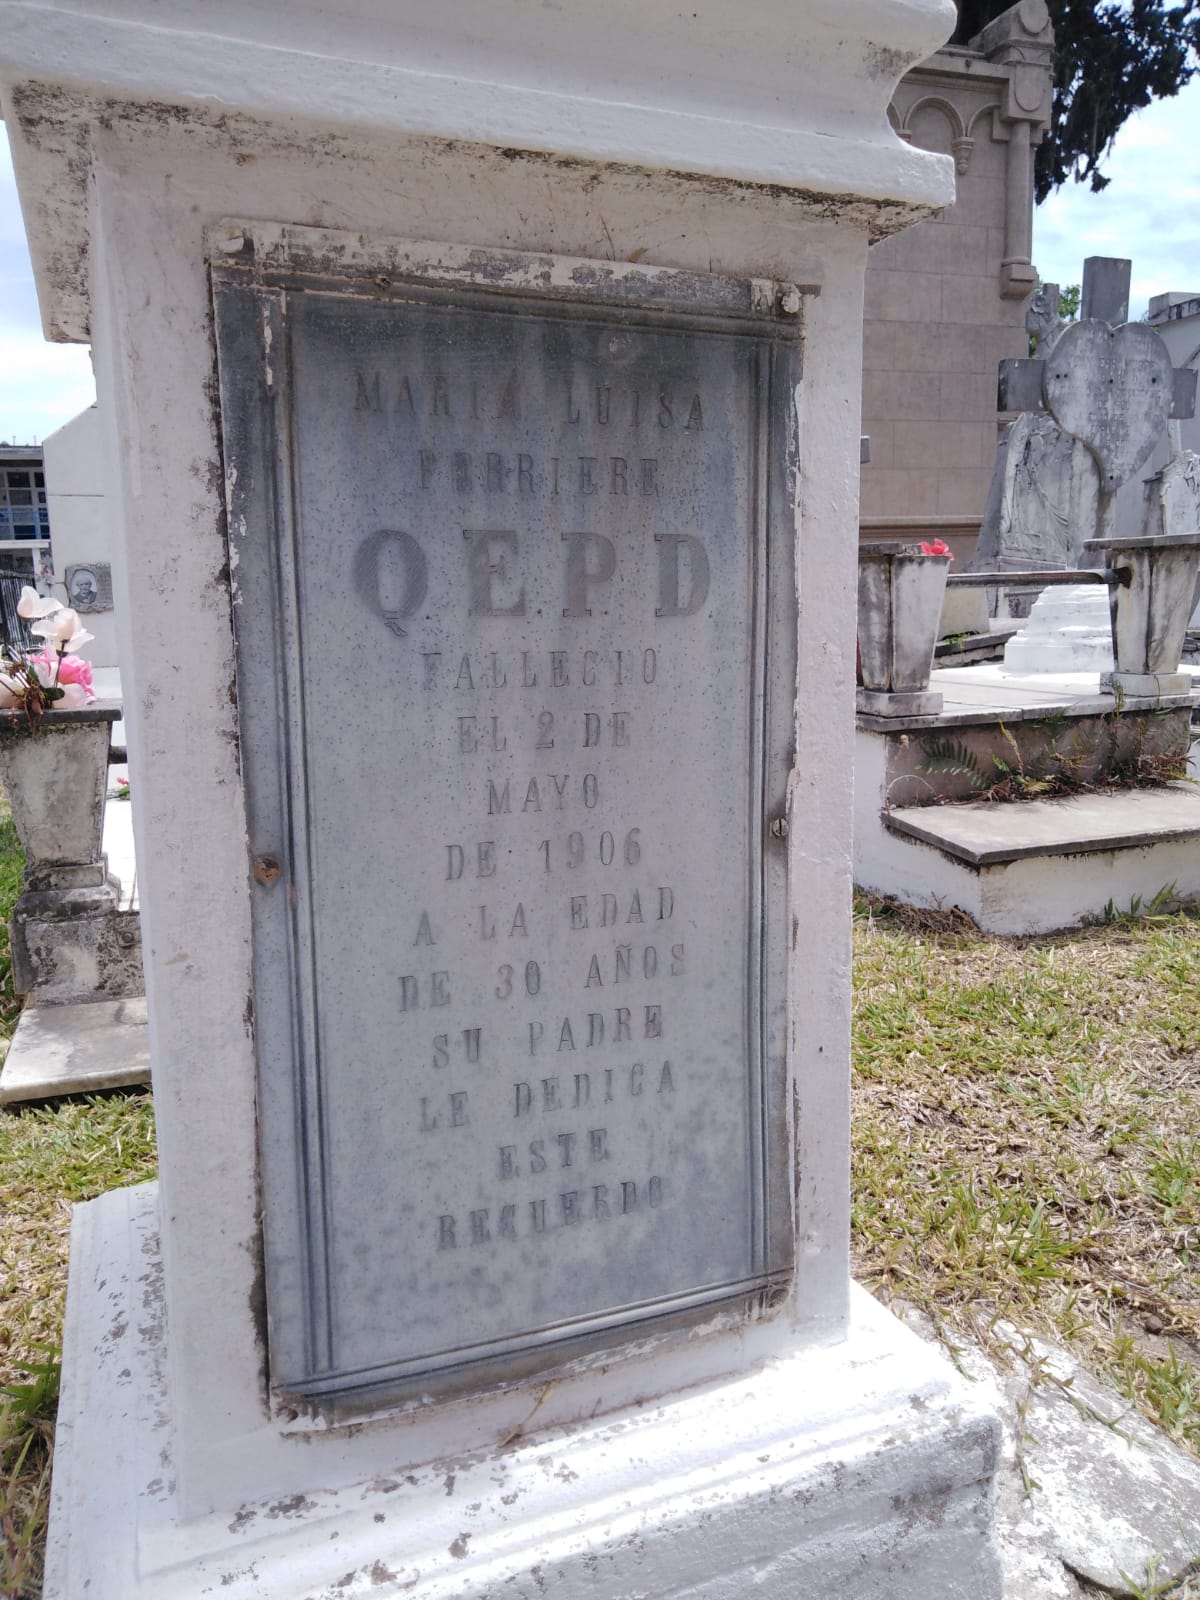 MARIA LUISA
FERRIERE
QEPD
FALLECIO
EL 2 DE
MAYO
DE 1906
A LA EDAD
DE 30 AÑOS
SU PADRE
LE DEDICA
ESTE
RECUERDO